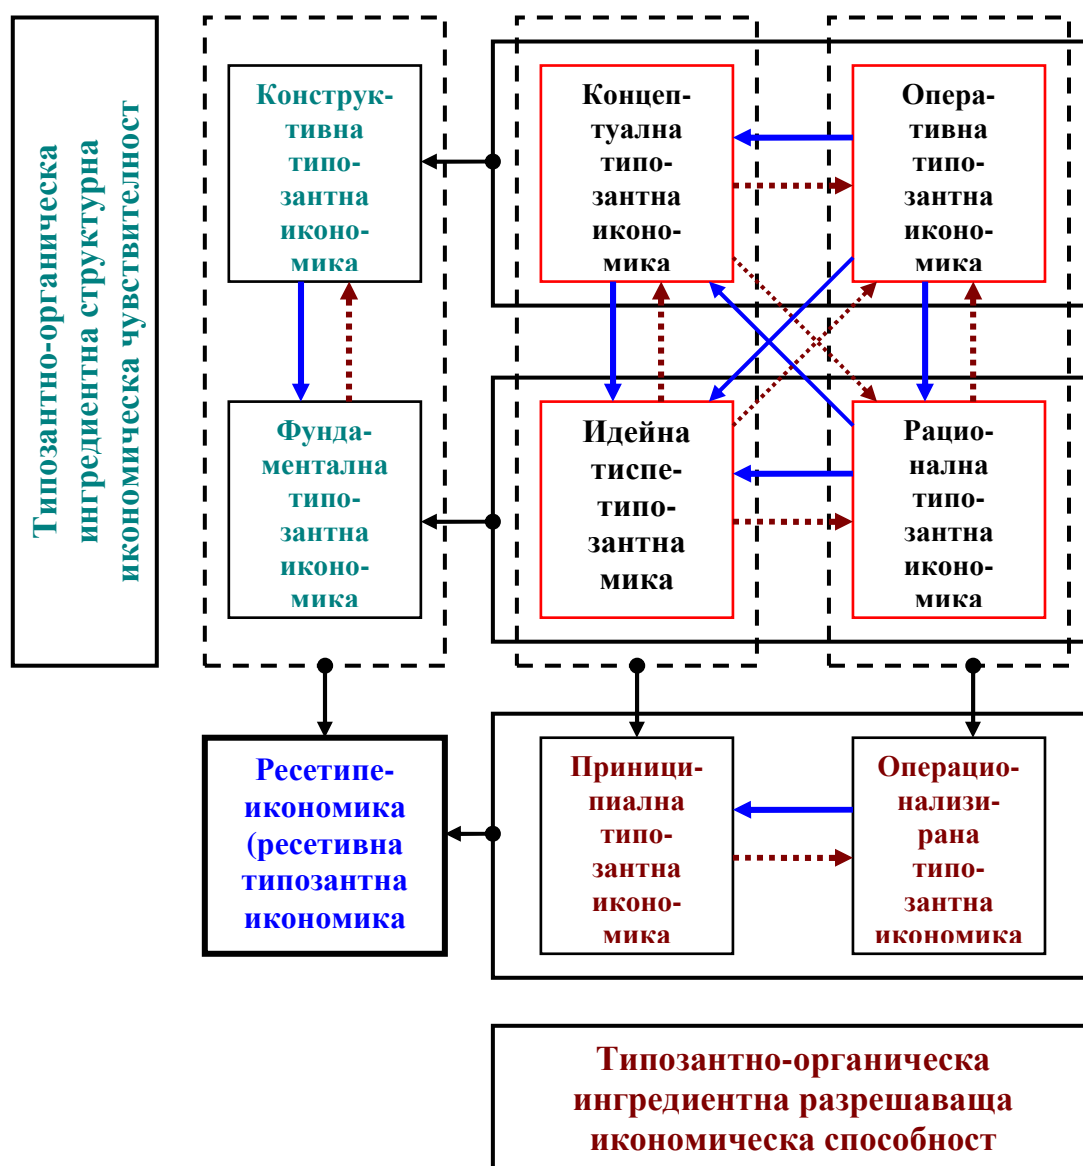 Типозантно-органическа
ингредиентна структурна
икономическа чувствителност
Конструк-
тивна
типо-
зантна
иконо-
мика
Концеп-
туална
типо-
зантна
иконо-
мика
Опера-
тивна
типо-
зантна
иконо-
мика
Фунда-
ментална
типо-
зантна
иконо-
мика
Идейна
тиспе-
типо-
зантна
мика
Рацио-
нална
типо-
зантна
иконо-
мика
Ресетипе-
икономика
(ресетивна
типозантна
икономика
Приници-
пиална
типо-
зантна
иконо-
мика
Операцио-
нализи-
рана
типо-
зантна
икономика
Типозантно-органическа
ингредиентна разрешаваща
икономическа способност